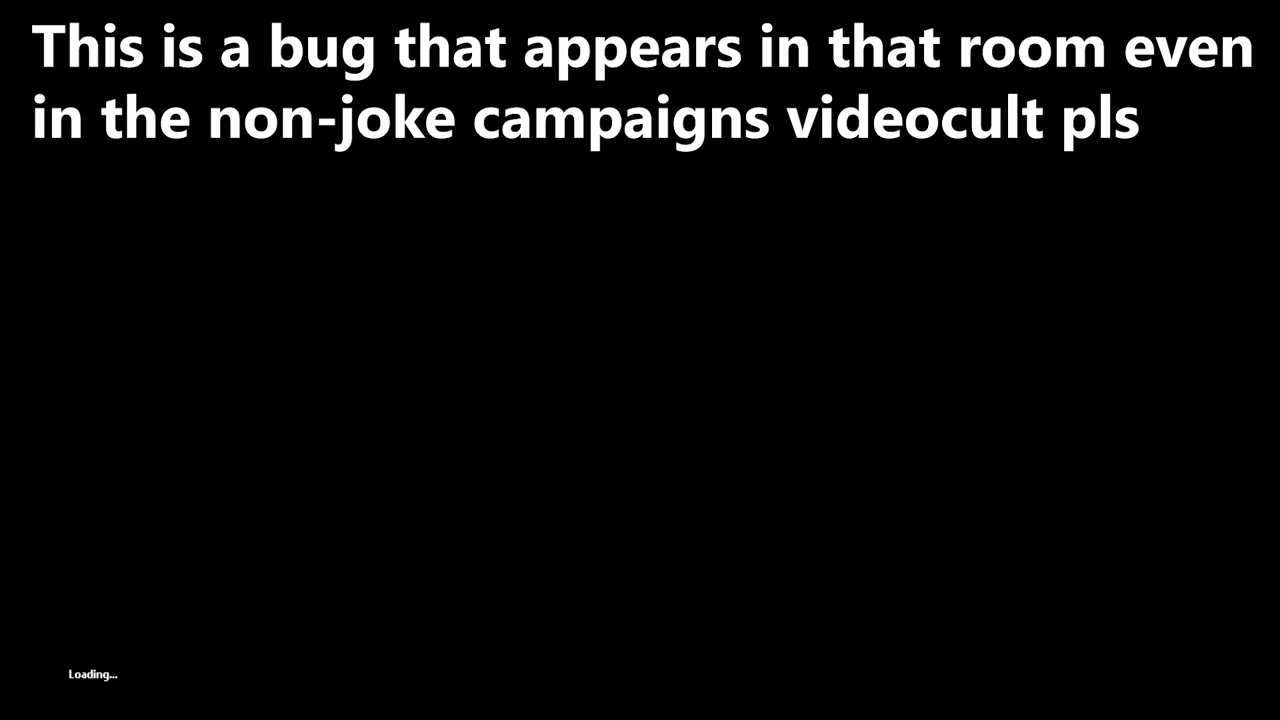 This is a bug that appears in that room even
in the non-joke campaigns videocult pls
Loading...